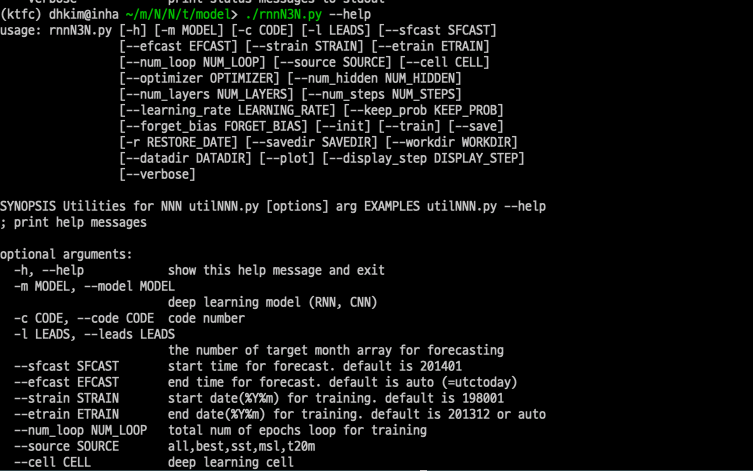 verbose             print status messages to stdout
(ktfc) dhkim@inha ~/m/N/N/t/model> ./rnnN3N.py --help
usage: rnnN3N.py [-h] [-m MODEL] [-c CODE] [-l LEADS] [--sfcast SFCAST]
                 [--efcast EFCAST] [--strain STRAIN] [--etrain ETRAIN]
                 [--num_loop NUM_LOOP] [--source SOURCE] [--cell CELL]
                 [--optimizer OPTIMIZER] [--num_hidden NUM_HIDDEN]
                 [--num_layers NUM_LAYERS] [--num_steps NUM_STEPS]
                 [--learning_rate LEARNING_RATE] [--keep_prob KEEP_PROB]
                 [--forget_bias FORGET_BIAS] [--init] [--train] [--save]
                 [-r RESTORE_DATE] [--savedir SAVEDIR] [--workdir WORKDIR]
                 [--datadir DATADIR] [--plot] [--display_step DISPLAY_STEP]
                 [--verbose]

SYNOPSIS Utilities for NNN utilNNN.py [options] arg EXAMPLES utilNNN.py --help
; print help messages

optional arguments:
  -h, --help            show this help message and exit
  -m MODEL, --model MODEL
                        deep learning model (RNN, CNN)
  -c CODE, --code CODE  code number
  -l LEADS, --leads LEADS
                        the number of target month array for forecasting
  --sfcast SFCAST       start time for forecast. default is 201401
  --efcast EFCAST       end time for forecast. default is auto (=utctoday)
  --strain STRAIN       start date(%Y%m) for training. default is 198001
  --etrain ETRAIN       end date(%Y%m) for training. default is 201312 or auto
  --num_loop NUM_LOOP   total num of epochs loop for training
  --source SOURCE       all,best,sst,msl,t20m
  --cell CELL           deep learning cell